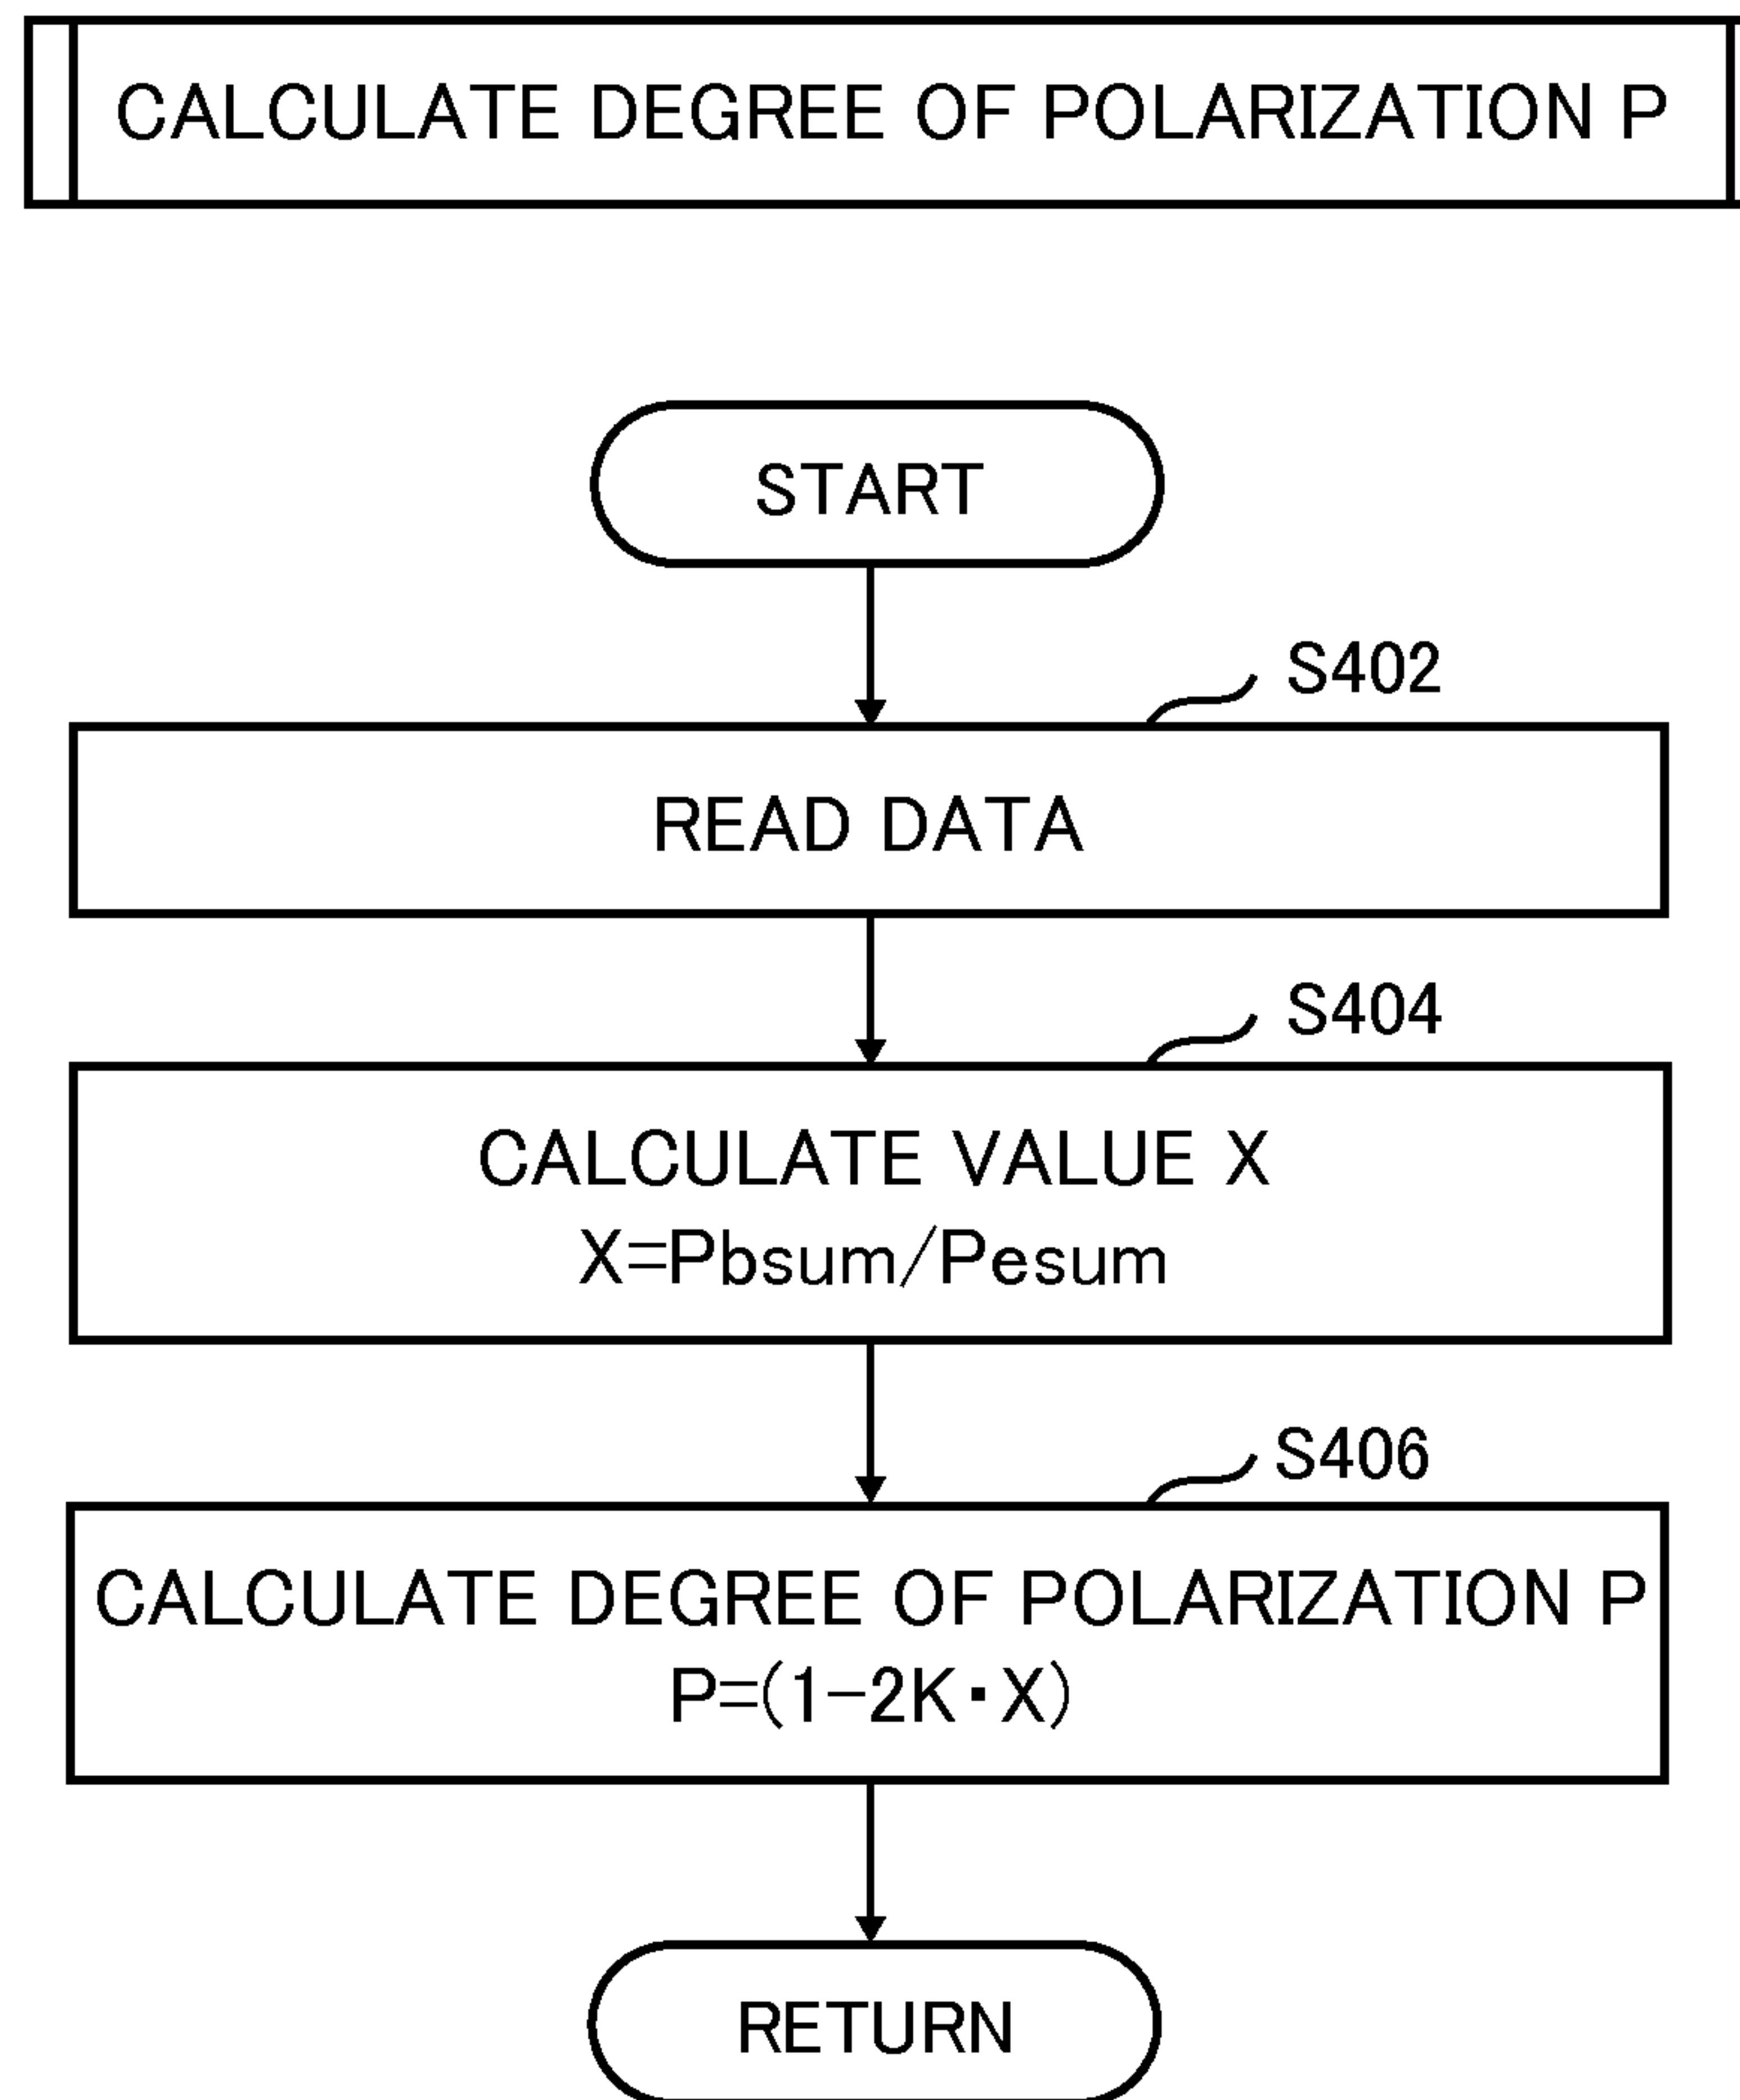 CALCULATE DEGREE OF POLARIZATION P
START
S402
READ DATA
S404
CALCULATE VALUE X
X=Pbsum/Pesum
S406
CALCULATE DEGREE OF POLARIZATION P
P=(1-2K・X)
RETURN